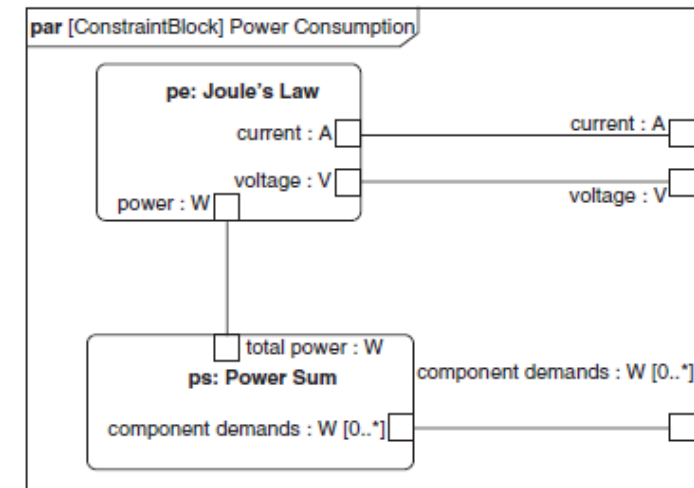 par [ConstraintBlock] Power Consumption
pe: Joule's Law
current : A
current : A
voltage : V
voltage : V
power : W
total power : W
ps: Power Sum
component demands : W [0..*]
component demands : W [0..*]